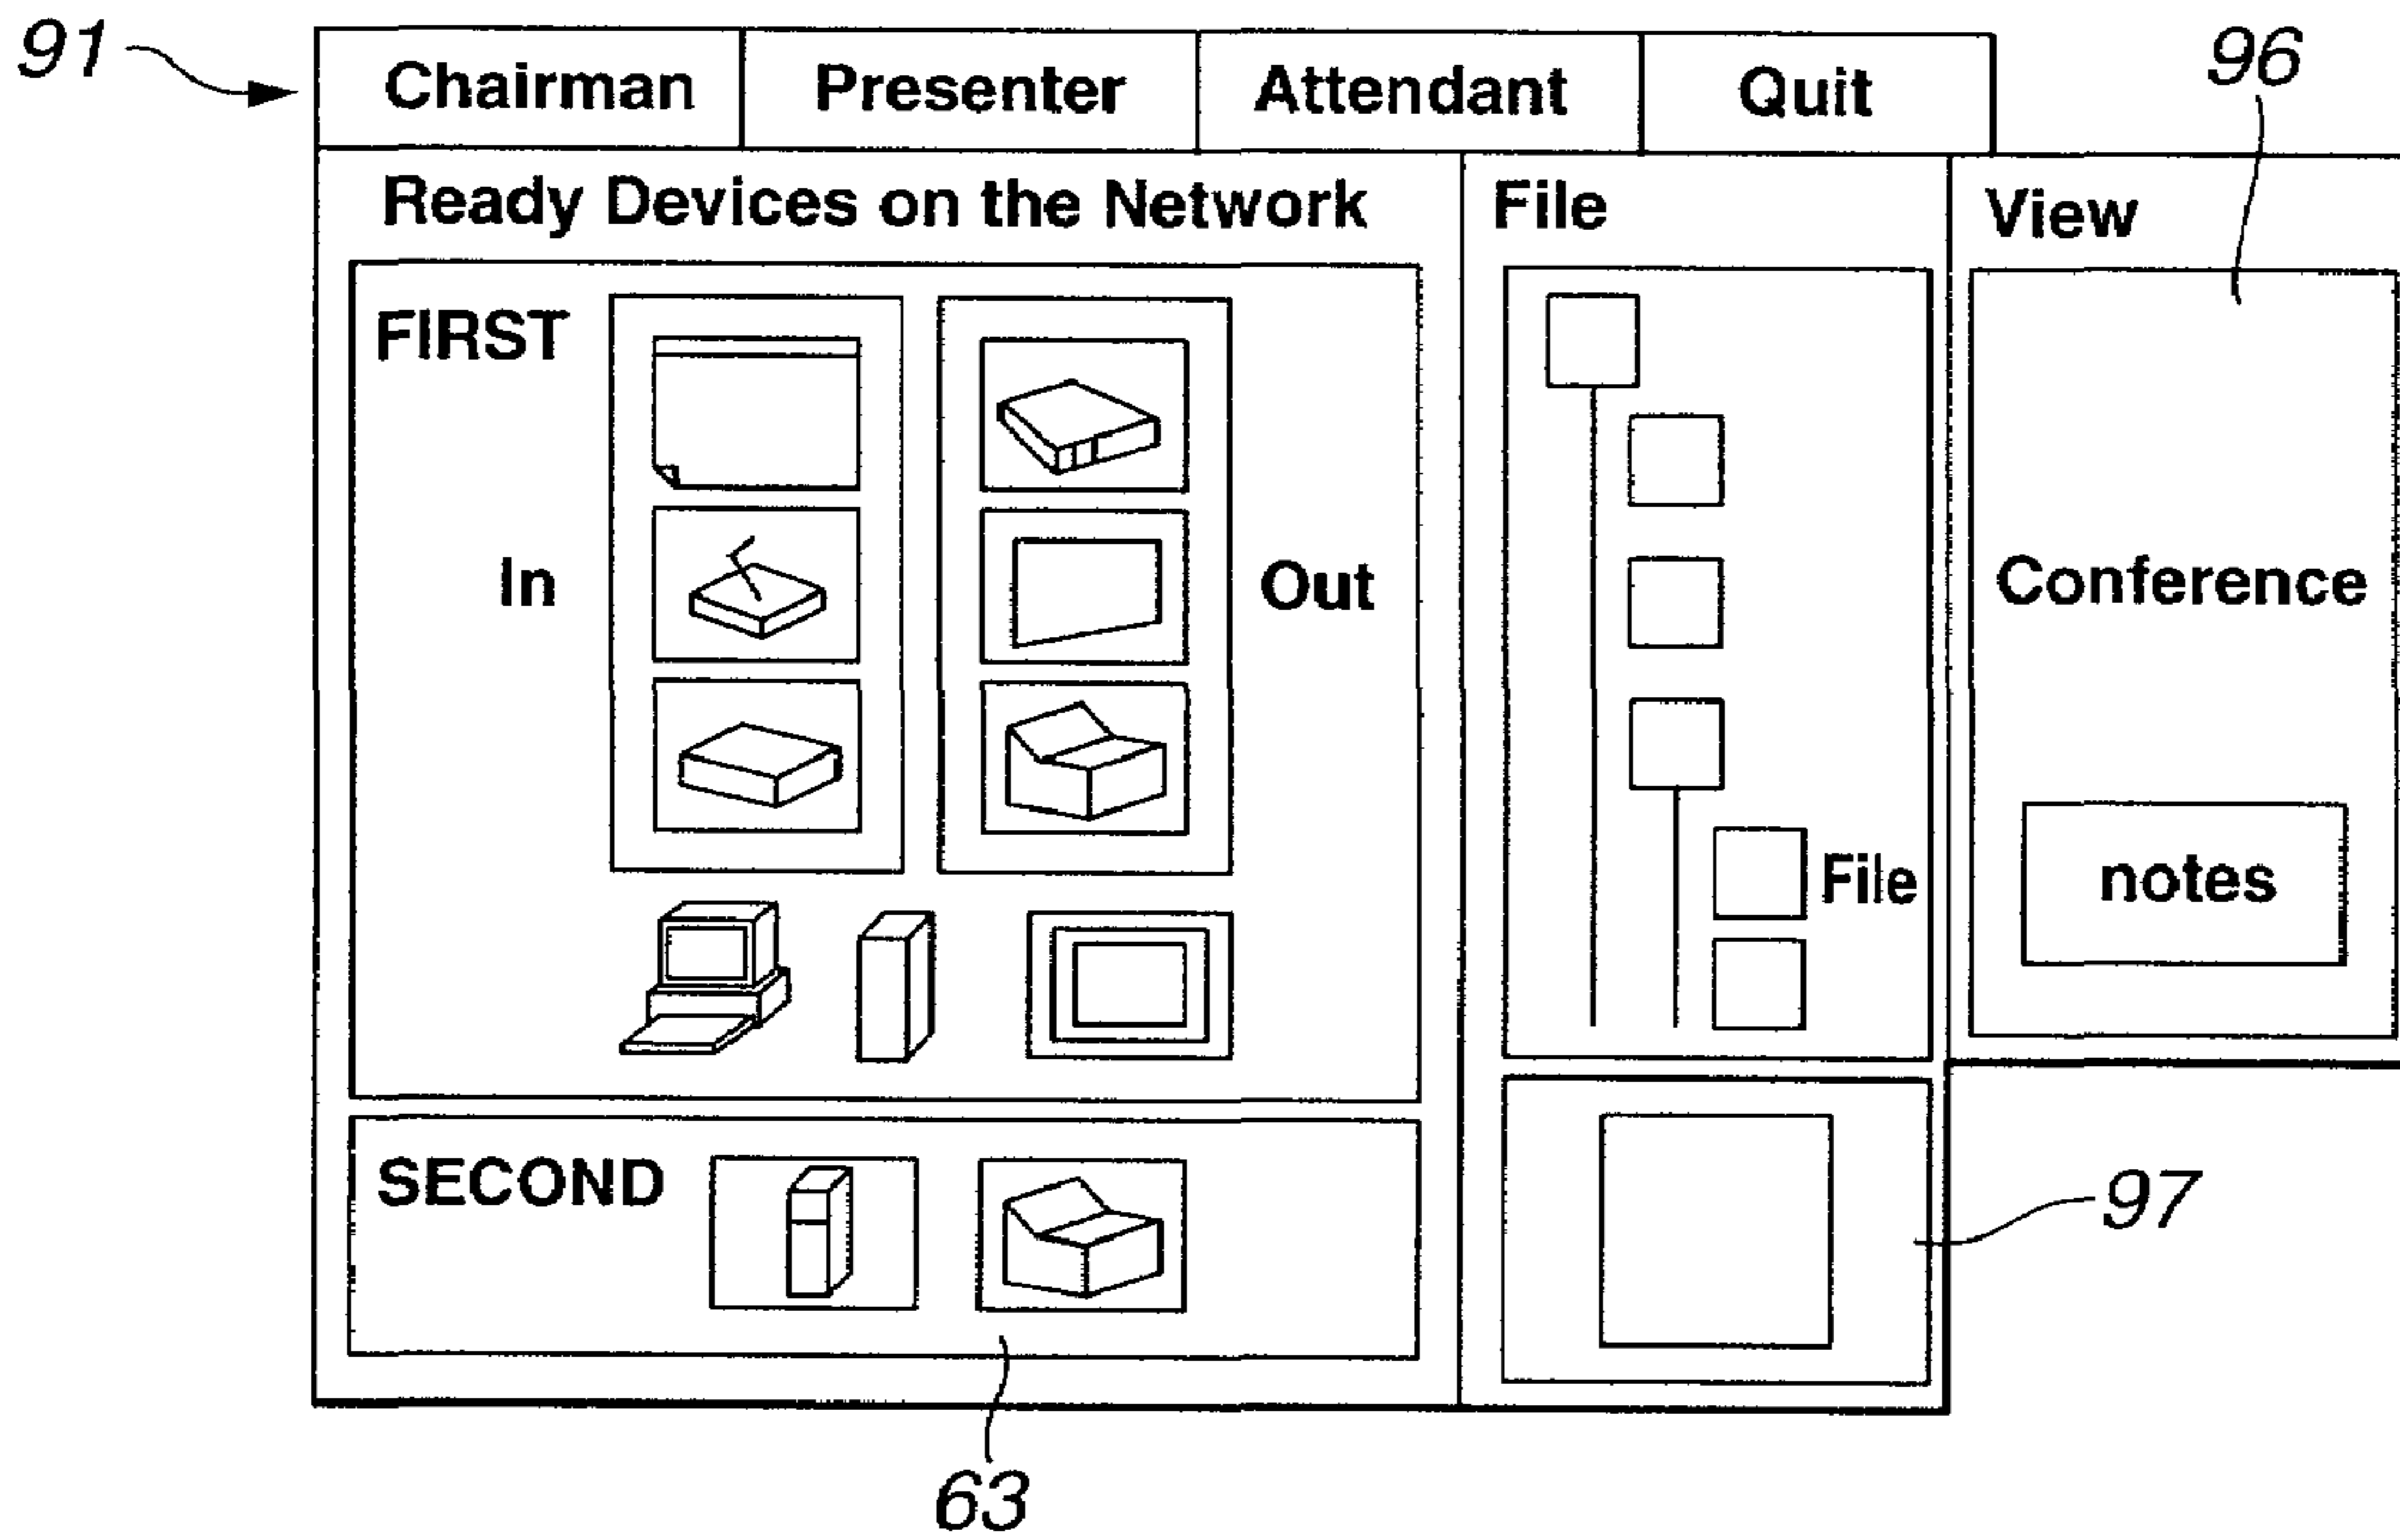 91
Chairman Presenter Attendant Quit
96
Ready Devices on the Network
File
View
FIRST
In
Out
Conference
File
notes
SECOND
97
63